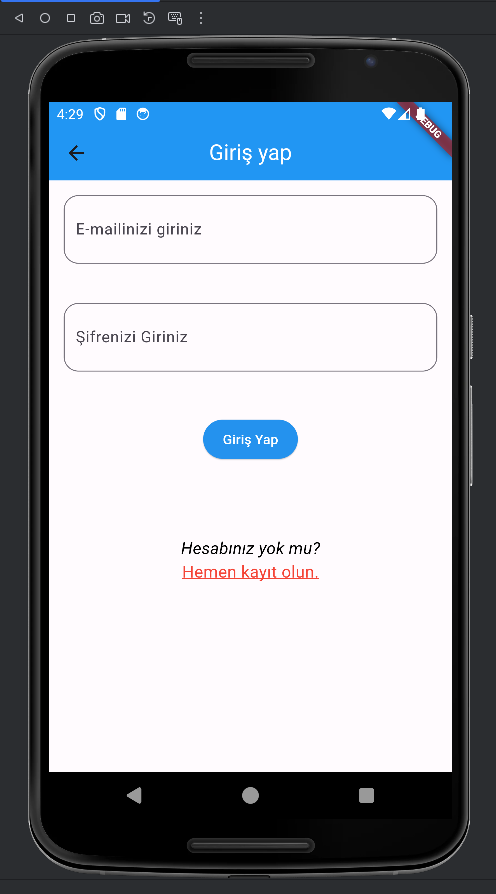 4:29
DEBUG
Giriş yap
E-mailinizi giriniz
Şifrenizi Giriniz
Giriş Yap
Hesabınız yok mu?
Hemen kayıt olun.